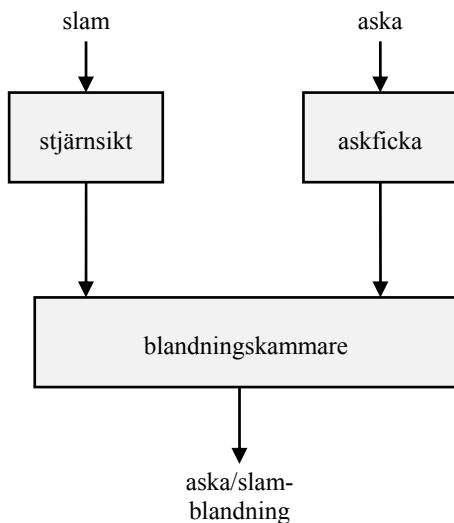 slam
aska
stjärnsikt
askficka
blandningskammare
aska/slam-
blandning